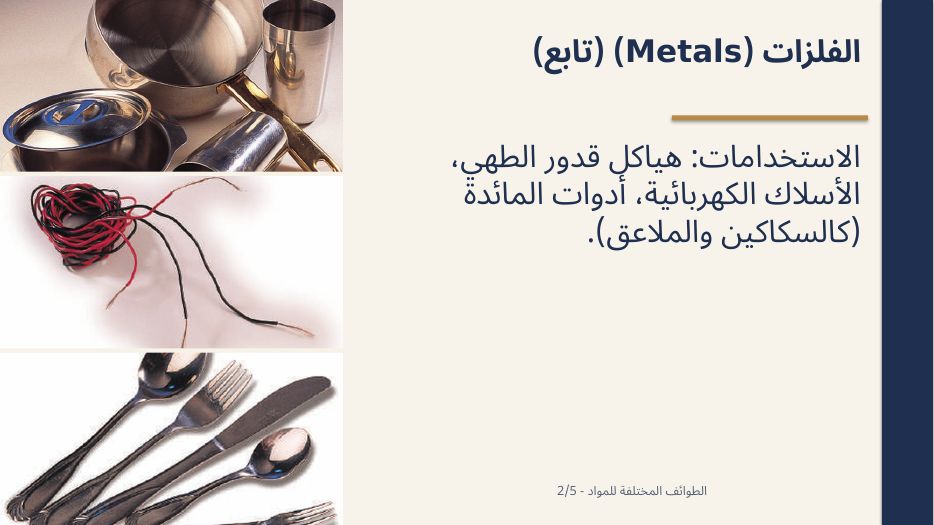 الفلزات (Metals) (تابع)
الاستخدامات: هياكل قدور الطهي،
الأسلاك الكهربائية، أدوات المائدة
(كالسكاكين والملاعق).
الطوائف المختلفة للمواد - 2/5